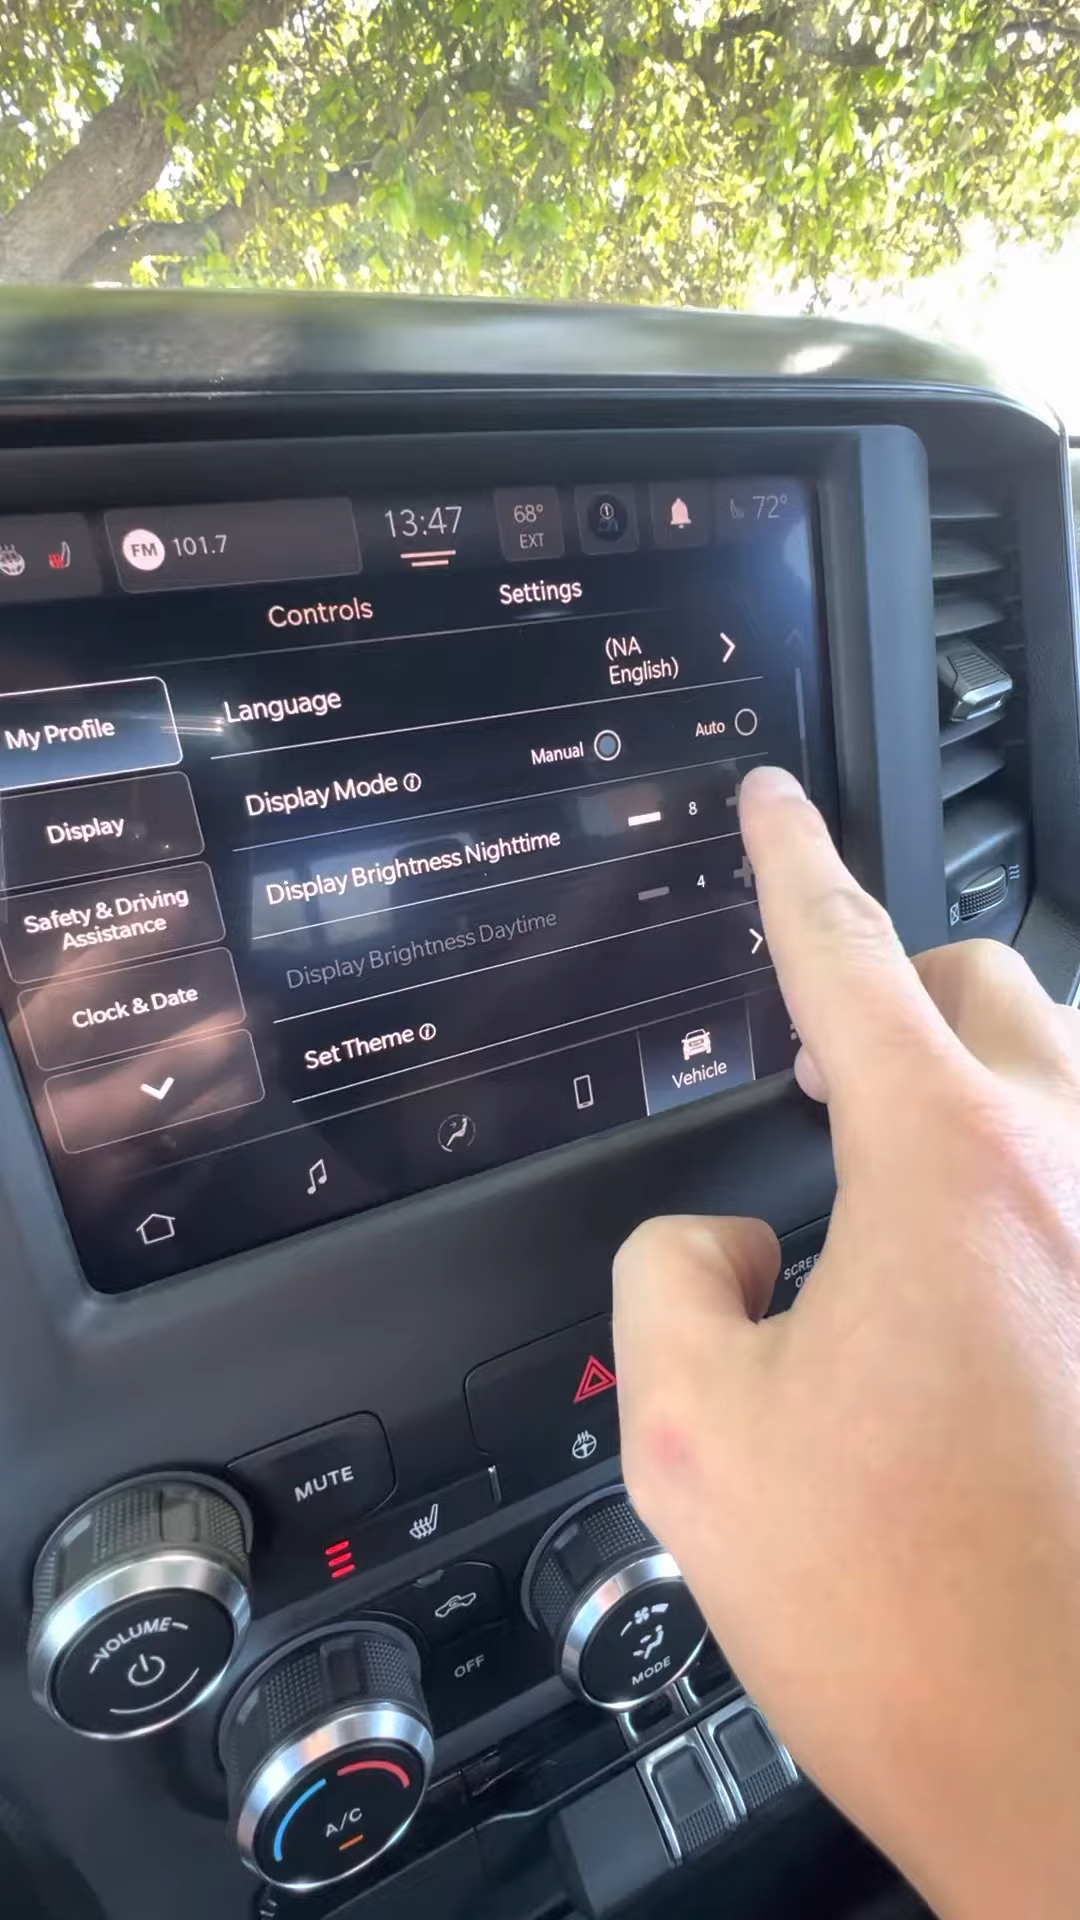 FM 101.7
13:47
68°
EXT
72°
Controls
Settings
My Profile
Display
Safety & Driving
Assistance
Clock & Date
Language
(NA
English)
Display Mode
Manual
Auto
Display Brightness Nighttime
8
Display Brightness Daytime
4
Set Theme
Vehicle
MUTE
VOLUME
OFF
MODE
A/C